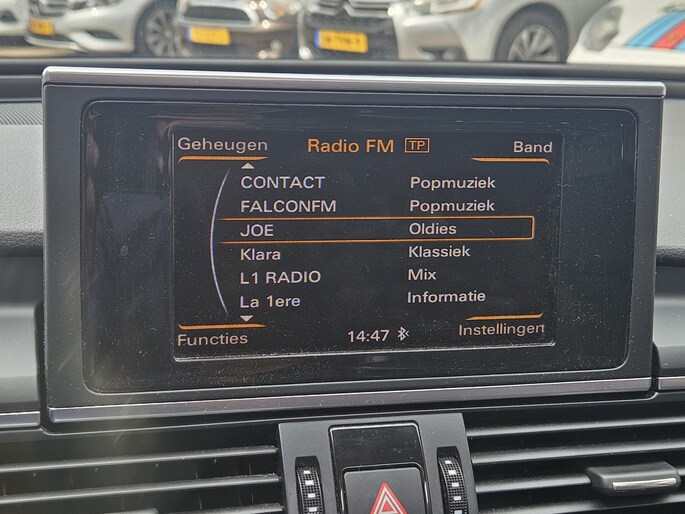 Geheugen Radio FM TP Band
CONTACT Popmuziek
FALCONFM Popmuziek
JOE Oldies
Klara Klassiek
L1 RADIO Mix
La 1ere Informatie
Functies 14:47 Instellingen